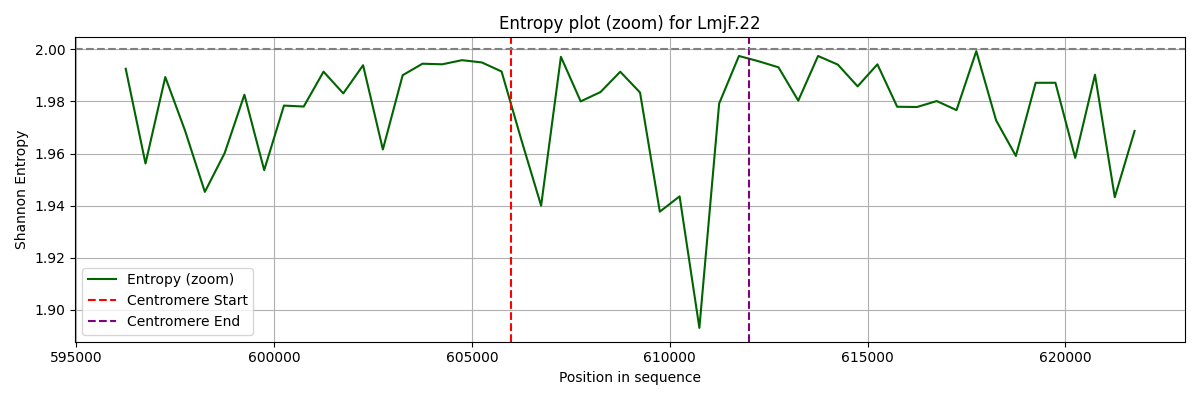 Entropy plot (zoom) for LmjF.22
Shannon Entropy
2.00
1.98
1.96
1.94
1.92
1.90
Entropy (zoom)
Centromere Start
Centromere End
595000 600000 605000 610000 615000 620000
Position in sequence